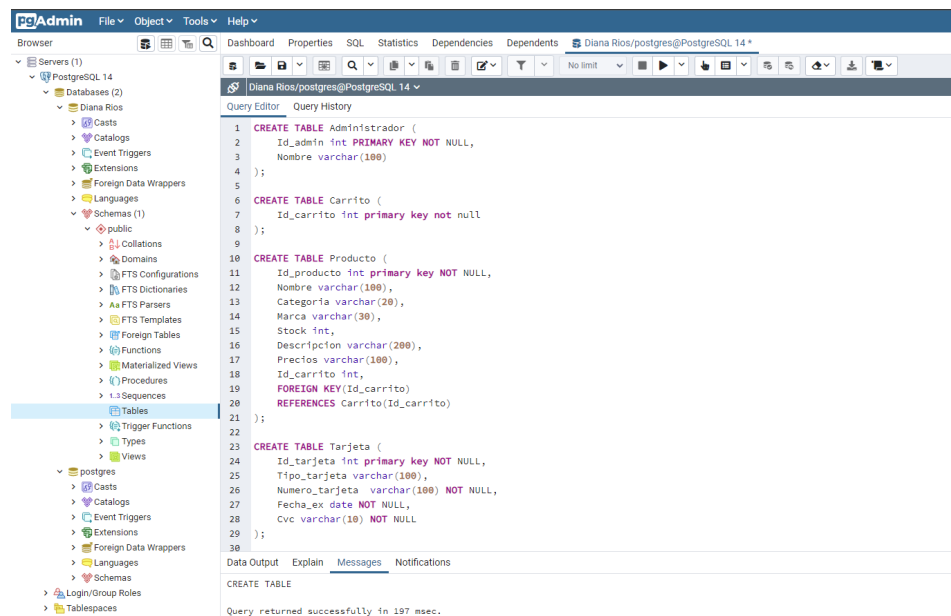 pgAdmin File Object Tools Help
Browser
Dashboard Properties SQL Statistics Dependencies Dependents Diana Rios/postgres@PostgreSQL 14 *
Servers (1)
PostgreSQL 14
Databases (2)
Diana Rios
Casts
Catalogs
Event Triggers
Extensions
Foreign Data Wrappers
Languages
Schemas (1)
public
Collations
Domains
FTS Configurations
FTS Dictionaries
FTS Parsers
FTS Templates
Foreign Tables
Functions
Materialized Views
Procedures
1..3 Sequences
Tables
Trigger Functions
Types
Views
postgres
Casts
Catalogs
Event Triggers
Extensions
Foreign Data Wrappers
Languages
Schemas
Login/Group Roles
Tablespaces
No limit
Diana Rios/postgres@PostgreSQL 14
Query Editor Query History
1 CREATE TABLE Administrador (
2 Id_admin int PRIMARY KEY NOT NULL,
3 Nombre varchar(100)
4 );
5
6 CREATE TABLE Carrito (
7 Id_carrito int primary key not null
8 );
9
10 CREATE TABLE Producto (
11 Id_producto int primary key NOT NULL,
12 Nombre varchar(100),
13 Categoria varchar(20),
14 Marca varchar(30),
15 Stock int,
16 Descripcion varchar(200),
17 Precios varchar(100),
18 Id_carrito int,
19 FOREIGN KEY(Id_carrito)
20 REFERENCES Carrito(Id_carrito)
21 );
22
23 CREATE TABLE Tarjeta (
24 Id_tarjeta int primary key NOT NULL,
25 Tipo_tarjeta varchar(100),
26 Numero_tarjeta varchar(100) NOT NULL,
27 Fecha_ex date NOT NULL,
28 Cvc varchar(10) NOT NULL
29 );
30
Data Output Explain Messages Notifications
CREATE TABLE
Query returned successfully in 197 msec.